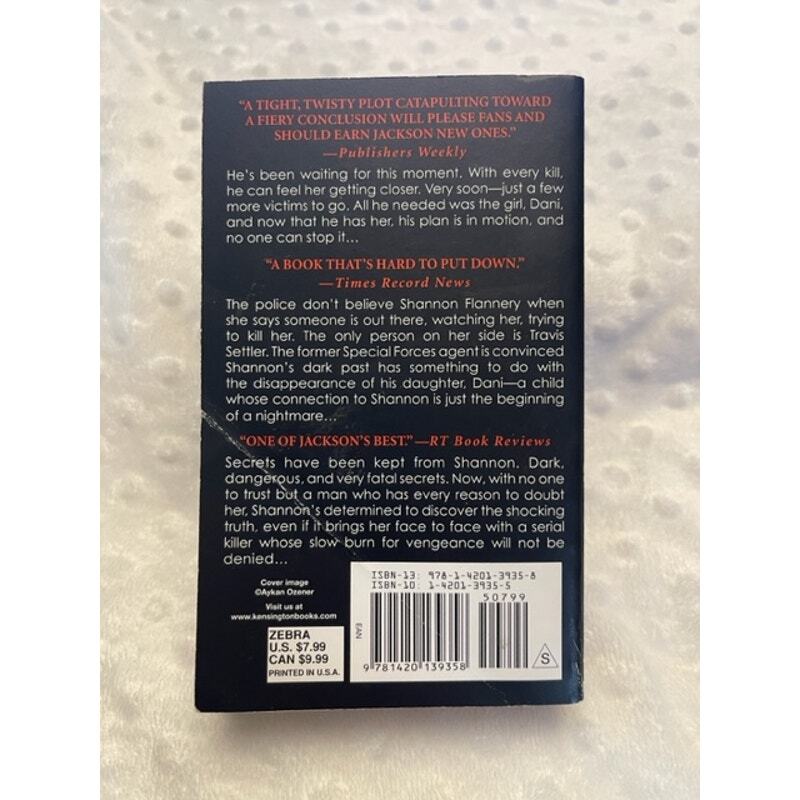 “A TIGHT, TWISTY PLOT CATAPULTING TOWARD
A FIERY CONCLUSION WILL PLEASE FANS AND
SHOULD EARN JACKSON NEW ONES.”
—Publishers Weekly
He’s been waiting for this moment. With every kill,
he can feel her getting closer. Very soon—just a few
more victims to go. All he needed was the girl, Dani,
and now that he has her, his plan is in motion, and
no one can stop it…
“A BOOK THAT’S HARD TO PUT DOWN.”
—Times Record News
The police don’t believe Shannon Flannery when
she says someone is out there, watching her, trying
to kill her. The only person on her side is Travis
Settler. The former Special Forces agent is convinced
Shannon’s dark past has something to do with
the disappearance of his daughter, Dani—a child
whose connection to Shannon is just the beginning
of a nightmare…
“ONE OF JACKSON’S BEST.”—RT Book Reviews
Secrets have been kept from Shannon. Dark,
dangerous, and very fatal secrets. Now, with no one
to trust but a man who has every reason to doubt
her, Shannon’s determined to discover the shocking
truth, even if it brings her face to face with a serial
killer whose slow burn for vengeance will not be
denied…
Cover image
©Aykan Ozener
Visit us at
www.kensingtonbooks.com
ZEBRA
U.S. $7.99
CAN $9.99
PRINTED IN U.S.A.
ISBN-13: 978-1-4201-3935-8
ISBN-10: 1-4201-3935-5
50799
EAN
9 781420 139358
S